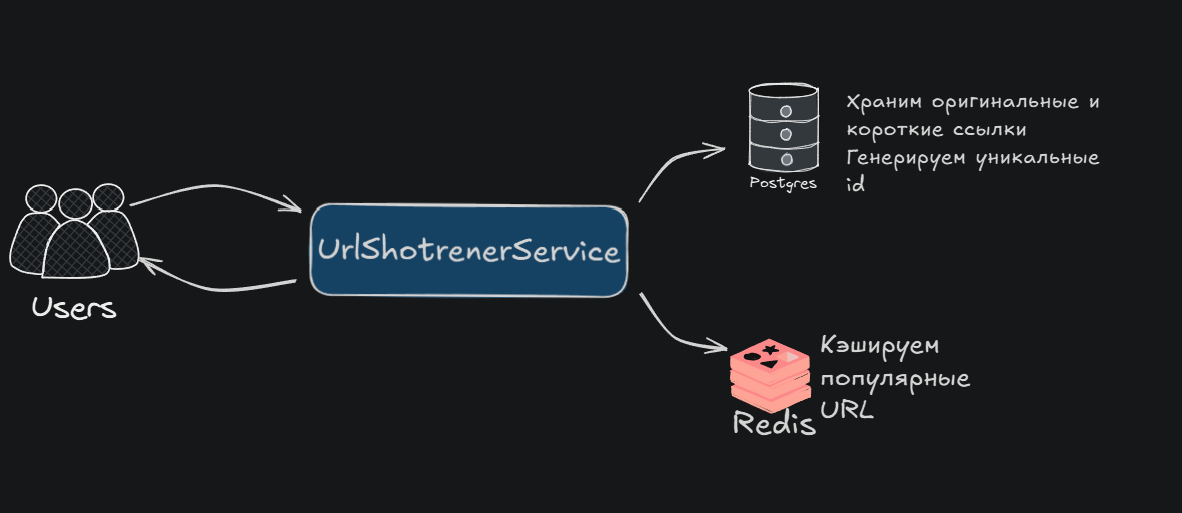 Users
UrlShotrenerService
Postgres
Храним оригинальные и
короткие ссылки
Генерируем уникальные
id
Redis
Кэшируем
популярные
URL